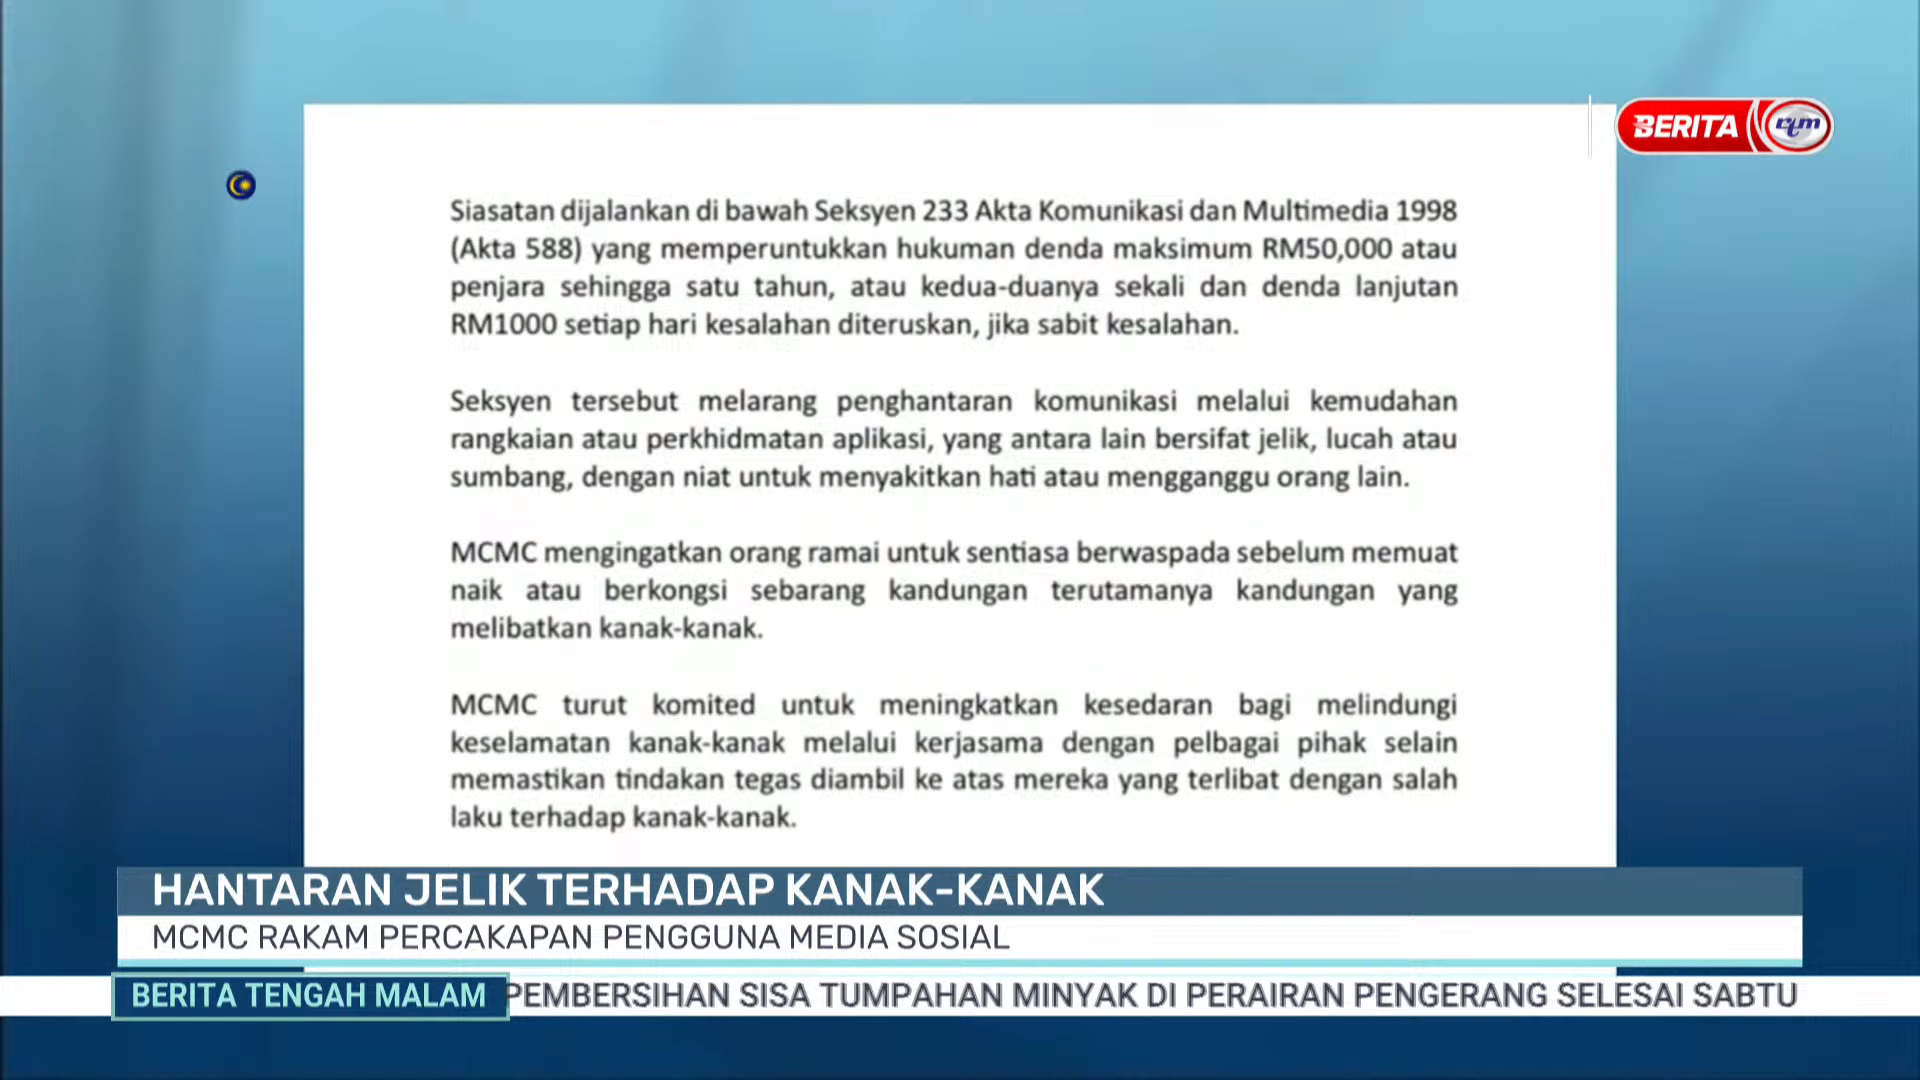 BERITA rtm
Siasatan dijalankan di bawah Seksyen 233 Akta Komunikasi dan Multimedia 1998
(Akta 588) yang memperuntukkan hukuman denda maksimum RM50,000 atau
penjara sehingga satu tahun, atau kedua-duanya sekali dan denda lanjutan
RM1000 setiap hari kesalahan diteruskan, jika sabit kesalahan.
Seksyen tersebut melarang penghantaran komunikasi melalui kemudahan
rangkaian atau perkhidmatan aplikasi, yang antara lain bersifat jelik, lucah atau
sumbang, dengan niat untuk menyakitkan hati atau mengganggu orang lain.
MCMC mengingatkan orang ramai untuk sentiasa berwaspada sebelum memuat
naik atau berkongsi sebarang kandungan terutamanya kandungan yang
melibatkan kanak-kanak.
MCMC turut komited untuk meningkatkan kesedaran bagi melindungi
keselamatan kanak-kanak melalui kerjasama dengan pelbagai pihak selain
memastikan tindakan tegas diambil ke atas mereka yang terlibat dengan salah
laku terhadap kanak-kanak.
HANTARAN JELIK TERHADAP KANAK-KANAK
MCMC RAKAM PERCAKAPAN PENGGUNA MEDIA SOSIAL
BERITA TENGAH MALAM PEMBERSIHAN SISA TUMPAHAN MINYAK DI PERAIRAN PENGERANG SELESAI SABTU